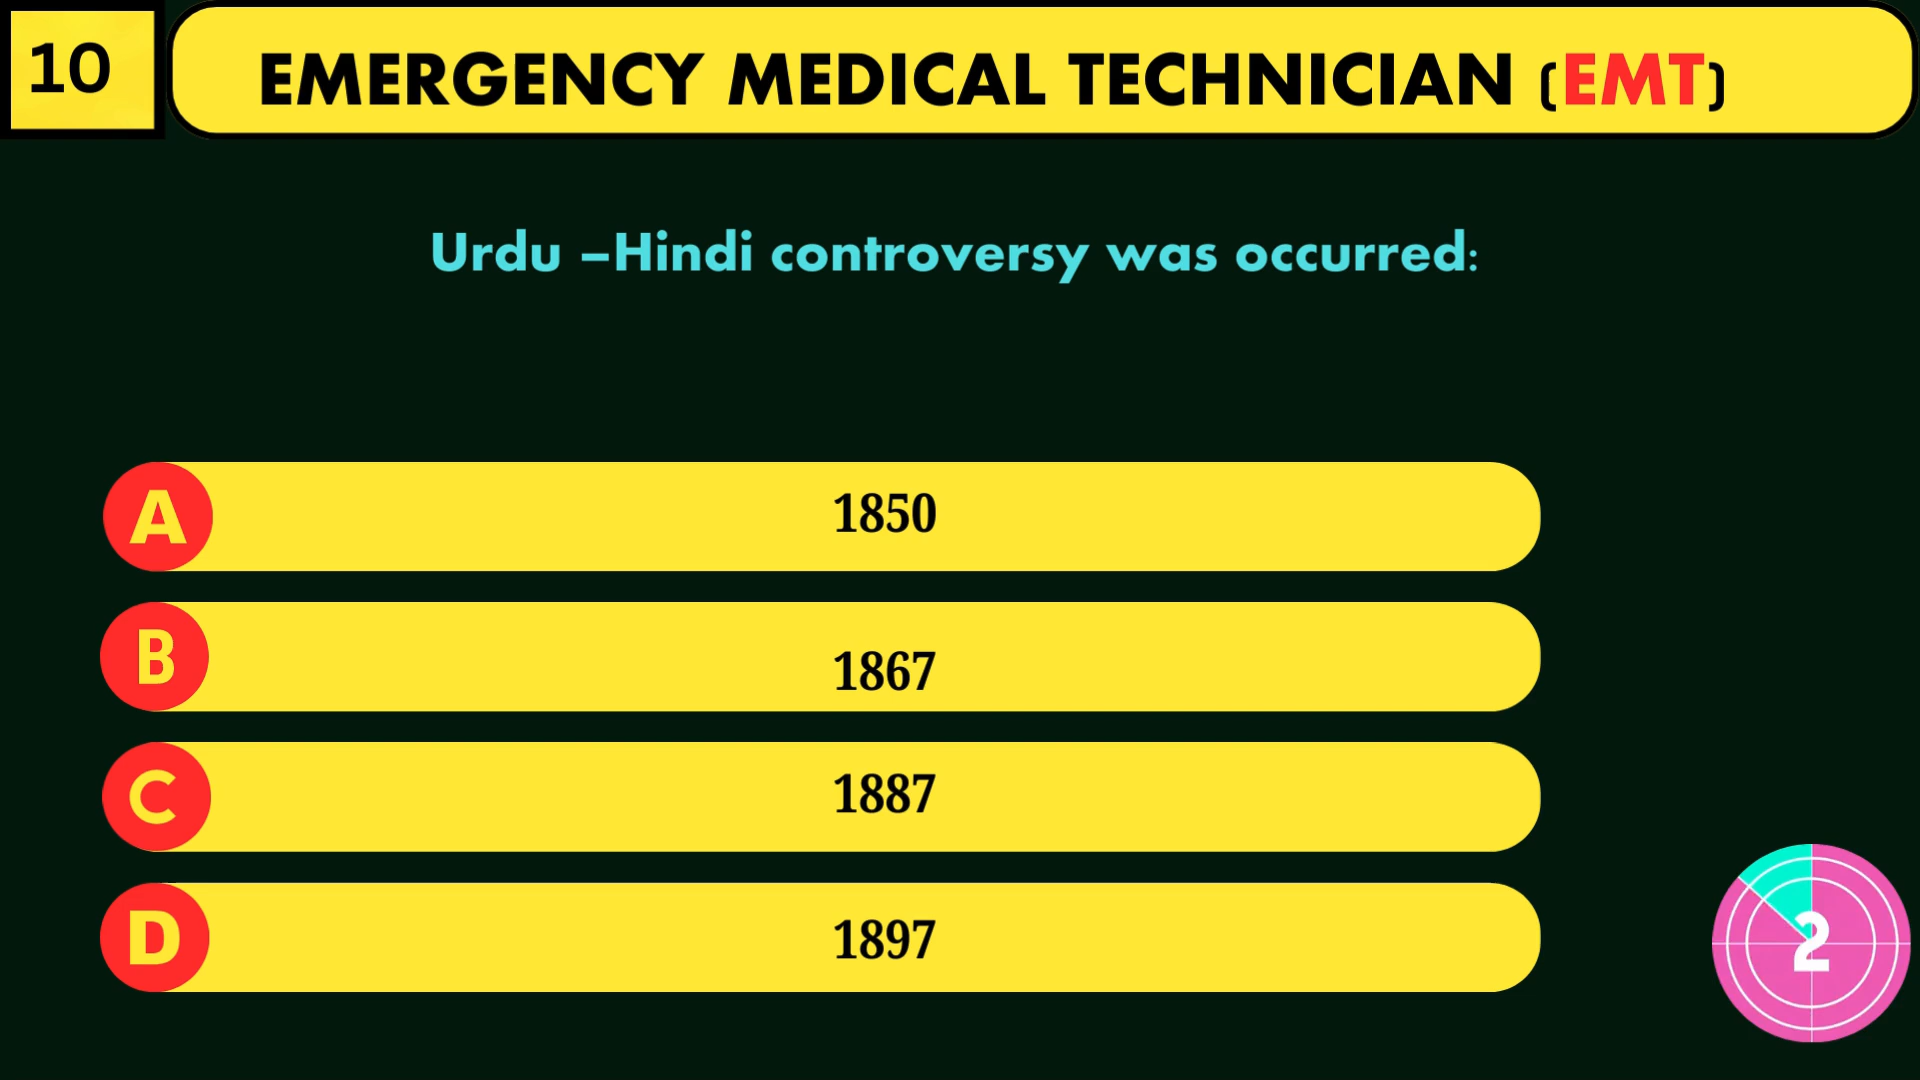 10
EMERGENCY MEDICAL TECHNICIAN (EMT)
Urdu –Hindi controversy was occurred:
A 1850
B 1867
C 1887
D 1897
2